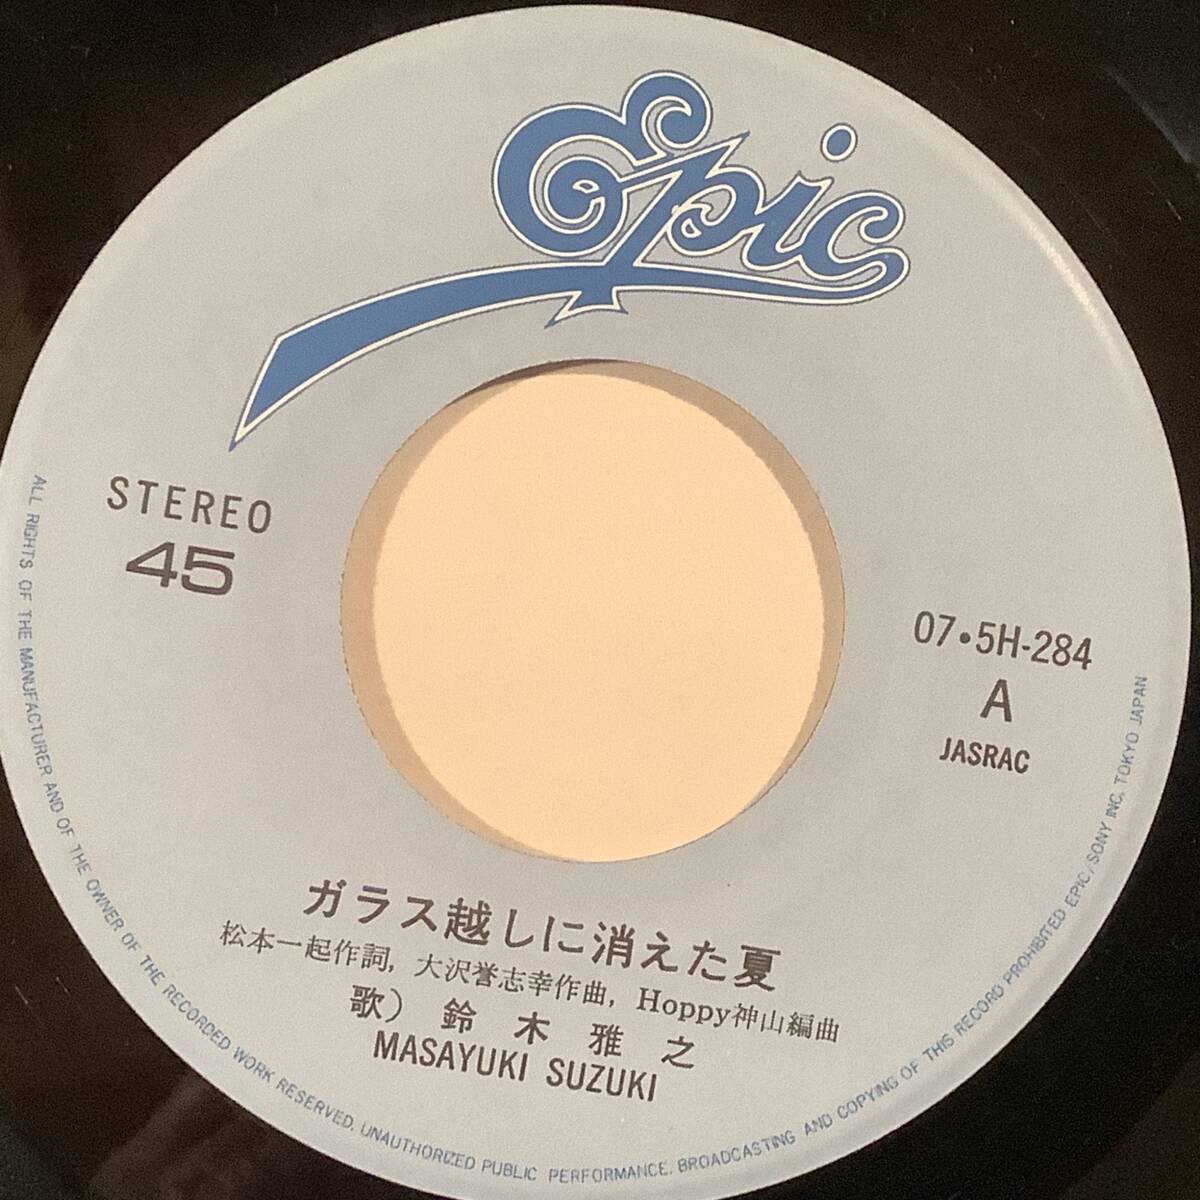 Epic
STEREO
45
07•5H-284
A
JASRAC
ガラス越しに消えた夏
松本一起作詞, 大沢誉志幸作曲, Hoppy神山編曲
歌) 鈴木雅之
MASAYUKI SUZUKI
ALL RIGHTS OF THE MANUFACTURER AND OF THE OWNER OF THE RECORDED WORK RESERVED. UNAUTHORIZED PUBLIC PERFORMANCE, BROADCASTING AND COPYING OF THIS RECORD PROHIBITED EPIC/SONY INC. TOKYO JAPAN